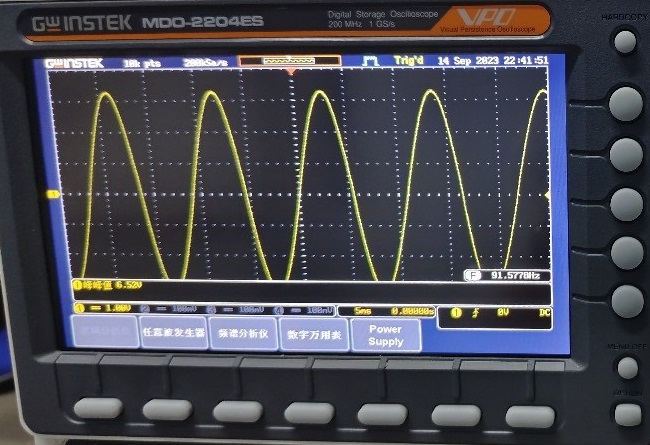 GWINSTEK MDO-2204ES
Digital Storage Oscilloscope
200 MHz 1 GS/s
VPO
Visual Persistence Oscilloscope
HARDCOPY
GWINSTEK 10k pts 200kSa/s Trig'd 14 Sep 2023 22:41:51
F 91.5778Hz
1 峰峰值 6.52V
1 = 1.00V 2 = 100mV 3 = 100mV 4 = 100mV 5ms 0.00000s 1 0V DC
任意波发生器 频谱分析仪 数字万用表 Power Supply
MENU OFF
OPTION